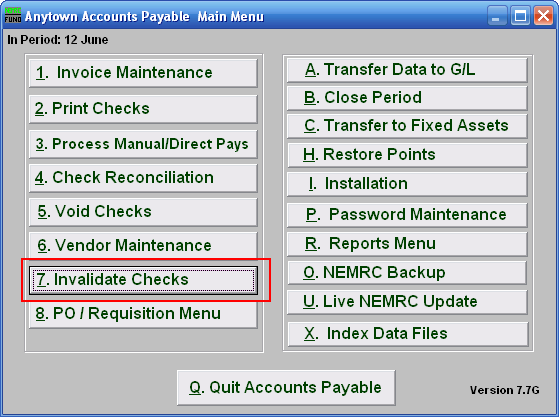 Anytown Accounts Payable Main Menu
In Period: 12 June
1. Invoice Maintenance
2. Print Checks
3. Process Manual/Direct Pays
4. Check Reconciliation
5. Void Checks
6. Vendor Maintenance
7. Invalidate Checks
8. PO / Requisition Menu
A. Transfer Data to G/L
B. Close Period
C. Transfer to Fixed Assets
H. Restore Points
I. Installation
P. Password Maintenance
R. Reports Menu
O. NEMRC Backup
U. Live NEMRC Update
X. Index Data Files
Q. Quit Accounts Payable
Version 7.7G